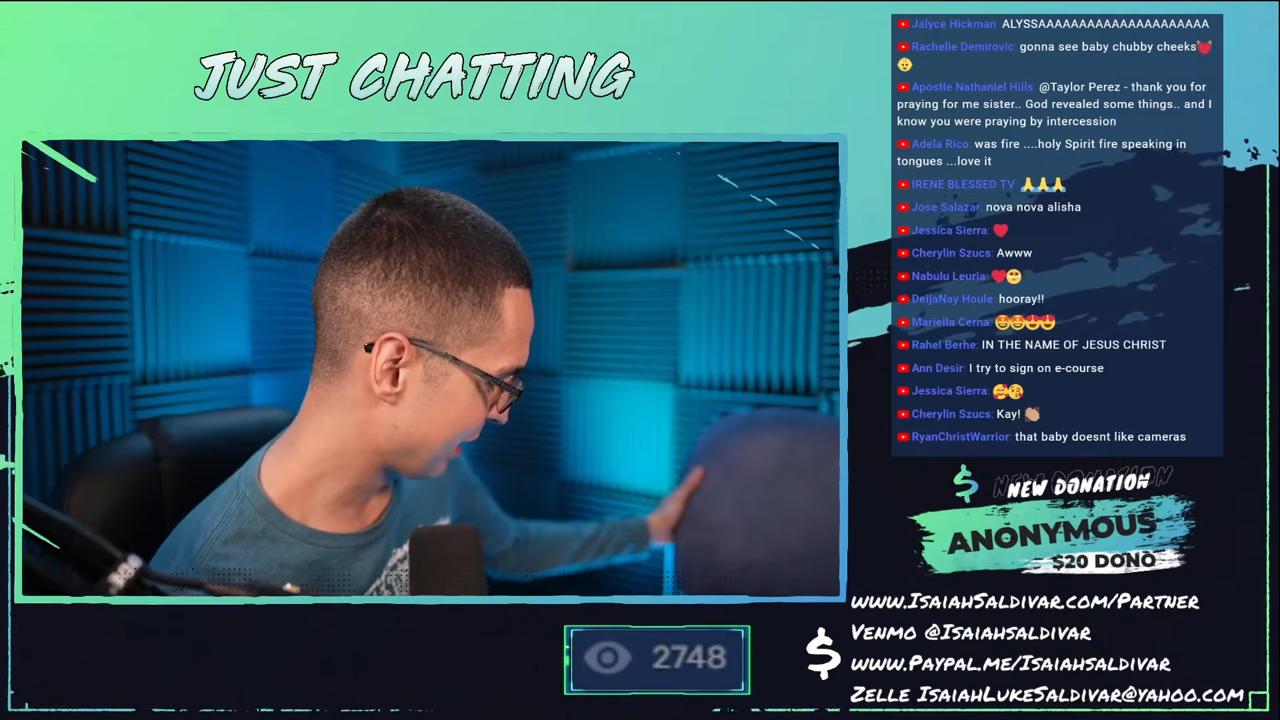 JUST CHATTING
Jalyce Hickman: ALYSSAAAAAAAAAAAAAAAAAAAAA
Rachelle Demirovic: gonna see baby chubby cheeks💓
👶
Apostle Nathaniel Hills: @Taylor Perez - thank you for
praying for me sister.. God revealed some things.. and I
know you were praying by intercession
Adela Rico: was fire ....holy Spirit fire speaking in
tongues ...love it
IRENE BLESSED TV: 🙏🙏🙏
Jose Salazar: nova nova alisha
Jessica Sierra: ❤️
Cherylin Szucs: Awww
Nabulu Leuria: ❤️🥺
DeijaNay Houle: hooray!!
Mariella Cerna: 🤩🤩😍😍
Rahel Berhe: IN THE NAME OF JESUS CHRIST
Ann Desir: I try to sign on e-course
Jessica Sierra: 🥰😘
Cherylin Szucs: Kay! 👏🏼
RyanChristWarrior: that baby doesnt like cameras
$ NEW DONATION
ANONYMOUS
$20 DONO
www.IsaiahSaldivar.com/Partner
Venmo @Isaiahsaldivar
$ www.Paypal.me/Isaiahsaldivar
Zelle IsaiahLukeSaldivar@yahoo.com
2748